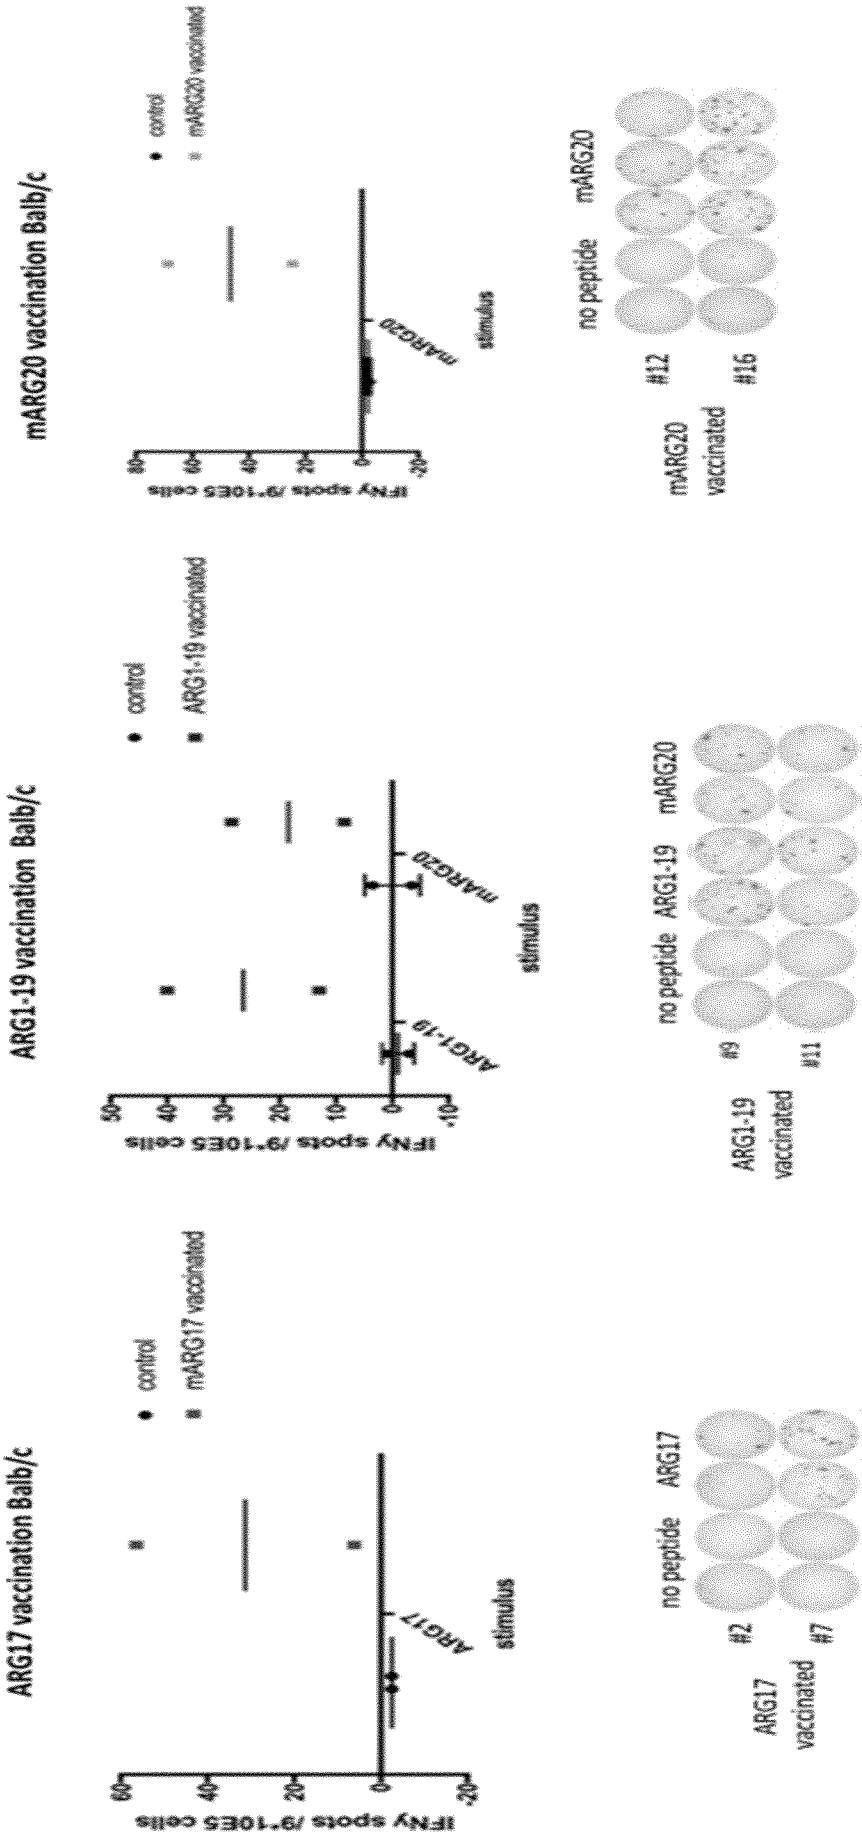 ARG17 vaccination Balb/c
60
40
20
0
-20
IFNγ spots /9*10E5 cells
ARG17
stimulus
control
mARG17 vaccinated
no peptide ARG17
#2
#7
ARG17
vaccinated
ARG1-19 vaccination Balb/c
50
40
30
20
10
0
-10
IFNγ spots /9*10E5 cells
ARG1-19
mARG20
stimulus
control
ARG1-19 vaccinated
no peptide ARG1-19 mARG20
#9
#11
ARG1-19
vaccinated
mARG20 vaccination Balb/c
80
60
40
20
0
-20
IFNγ spots /9*10E5 cells
mARG20
stimulus
control
mARG20 vaccinated
no peptide mARG20
#12
#16
mARG20
vaccinated